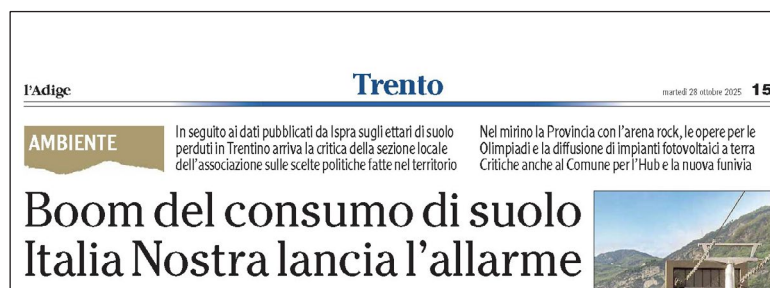 l'Adige
Trento
martedì 28 ottobre 2025 15
AMBIENTE
In seguito ai dati pubblicati da Ispra sugli ettari di suolo
perduti in Trentino arriva la critica della sezione locale
dell'associazione sulle scelte politiche fatte nel territorio
Nel mirino la Provincia con l'arena rock, le opere per le
Olimpiadi e la diffusione di impianti fotovoltaici a terra
Critiche anche al Comune per l'Hub e la nuova funivia
Boom del consumo di suolo
Italia Nostra lancia l'allarme